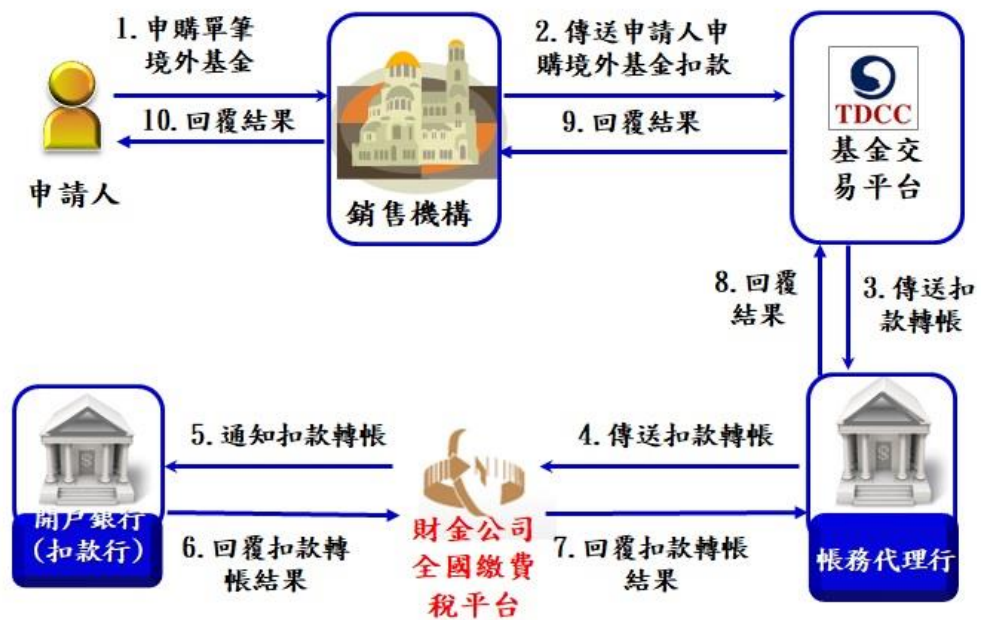 1.申購單筆
境外基金
10.回覆結果
申請人
銷售機構
2.傳送申請人申
購境外基金扣款
9.回覆結果
TDCC
基金交
易平台
8.回覆
結果
3.傳送扣
款轉帳
5.通知扣款轉帳
4.傳送扣款轉帳
開戶銀行
(扣款行)
6.回覆扣款轉
帳結果
財金公司
全國繳費
稅平台
7.回覆扣款轉帳
結果
帳務代理行